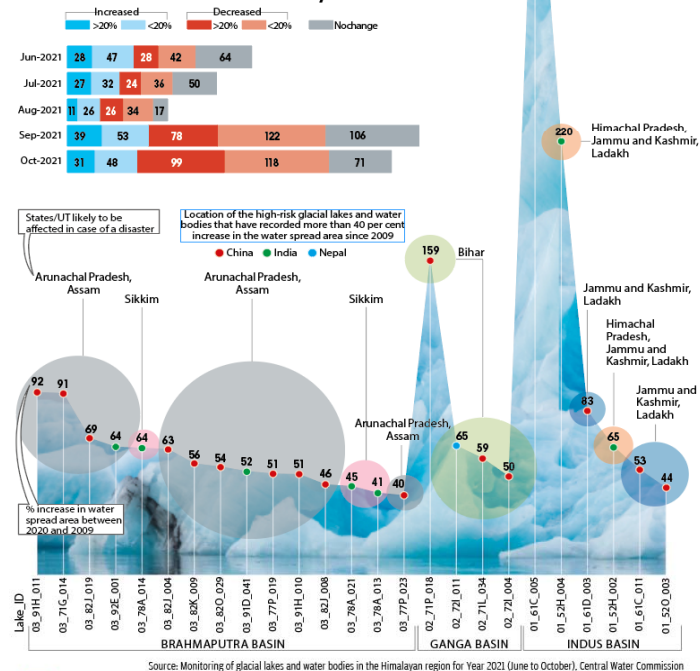 Increased
Decreased
>20%
<20%
>20%
<20%
Nochange
Jun-2021
28
47
28
42
64
Jul-2021
27
32
24
36
50
Aug-2021
11
26
26
34
17
Sep-2021
39
53
78
122
106
Oct-2021
31
48
99
118
71
220
Himachal Pradesh,
Jammu and Kashmir,
Ladakh
States/UT likely to be
affected in case of a disaster
Location of the high-risk glacial lakes and water
bodies that have recorded more than 40 per cent
increase in the water spread area since 2009
China
India
Nepal
159
Bihar
Arunachal Pradesh,
Assam
Sikkim
Arunachal Pradesh,
Assam
Sikkim
Jammu and Kashmir,
Ladakh
Himachal
Pradesh,
Jammu and
Kashmir, Ladakh
Jammu and
Kashmir,
Ladakh
Arunachal Pradesh,
Assam
92
91
69
64
64
63
56
54
52
51
51
46
45
41
40
65
59
50
83
65
53
44
% increase in water
spread area between
2020 and 2009
Lake_ID
03_91H_011
03_71G_014
03_82J_019
03_92E_001
03_78A_014
03_82J_004
03_82K_009
03_82O_029
03_91D_041
03_77P_019
03_91H_010
03_82J_008
03_78A_021
03_78A_013
03_77P_023
02_71P_018
02_72I_011
02_71L_034
02_72J_004
01_61C_005
01_52H_004
01_61D_003
01_52H_002
01_61C_011
01_52O_003
BRAHMAPUTRA BASIN
GANGA BASIN
INDUS BASIN
Source: Monitoring of glacial lakes and water bodies in the Himalayan region for Year 2021 (June to October), Central Water Commission